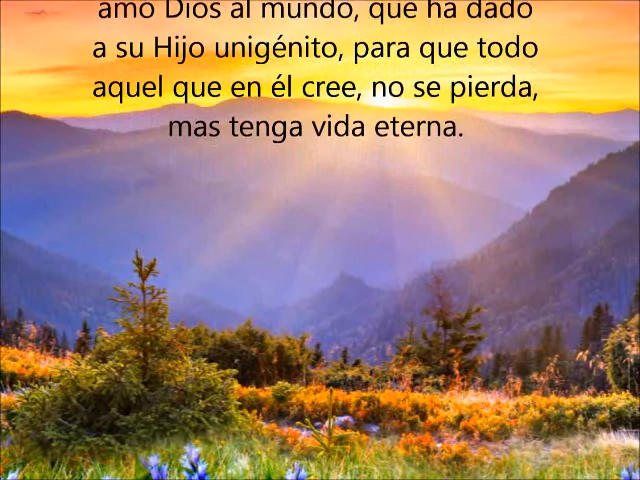 amó Dios al mundo, que ha dado
a su Hijo unigénito, para que todo
aquel que en él cree, no se pierda,
mas tenga vida eterna.